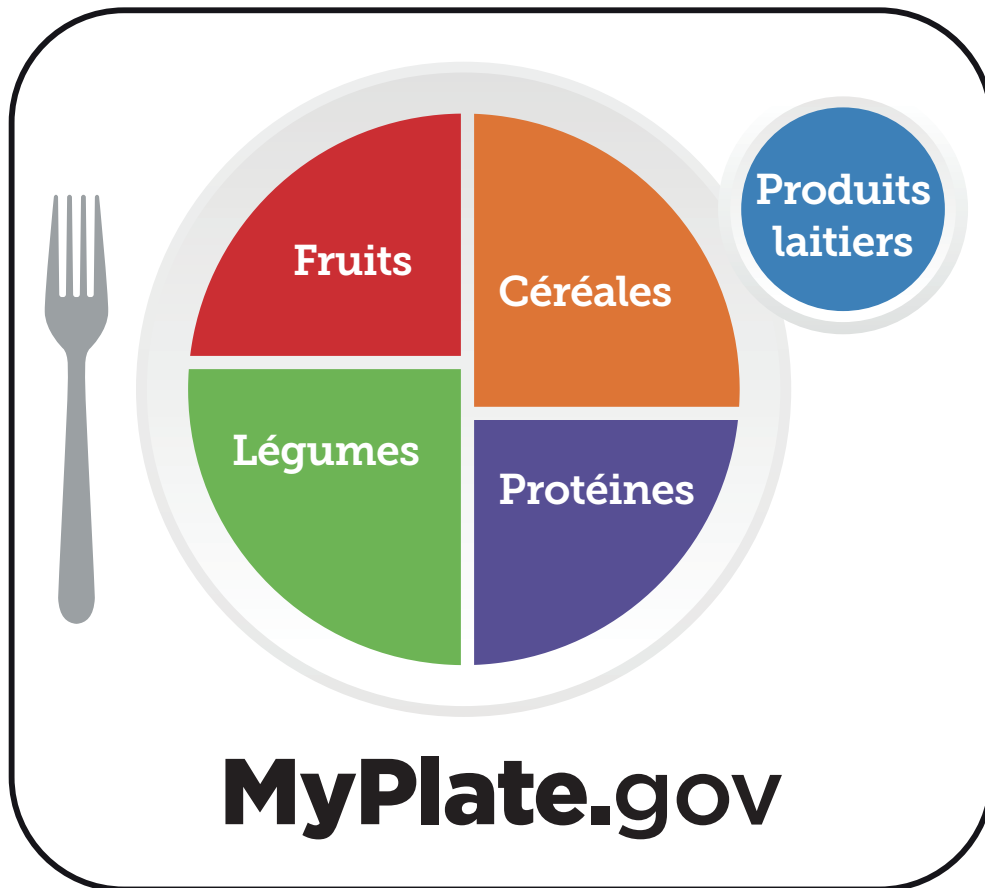 Fruits
Céréales
Produits
laitiers
Légumes
Protéines
MyPlate.gov